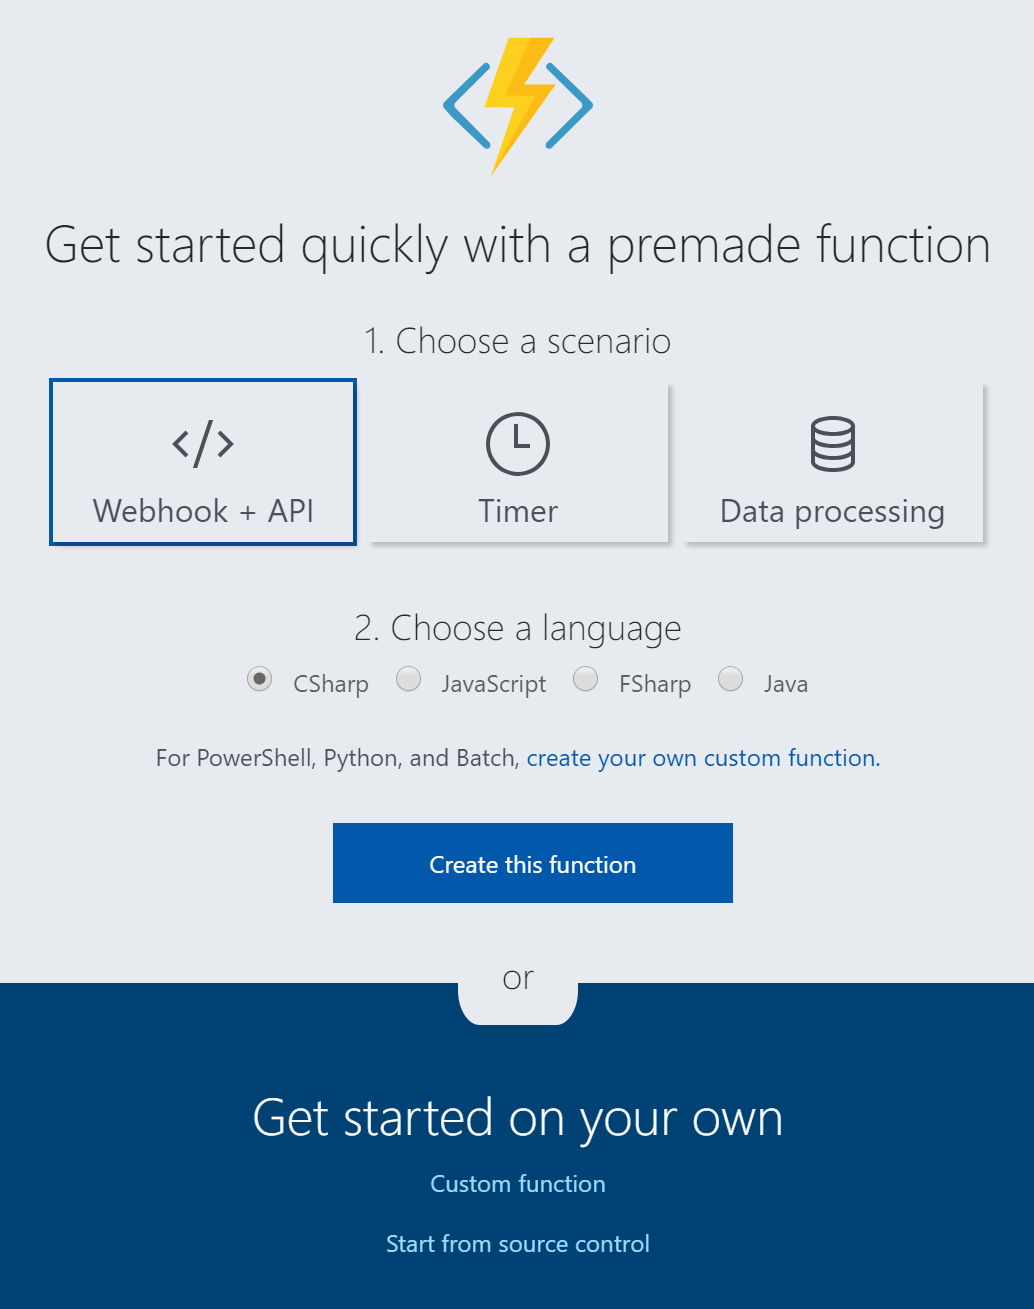 Get started quickly with a premade function
1. Choose a scenario
Webhook + API
Timer
Data processing
2. Choose a language
CSharp JavaScript FSharp Java
For PowerShell, Python, and Batch, create your own custom function.
Create this function
or
Get started on your own
Custom function
Start from source control